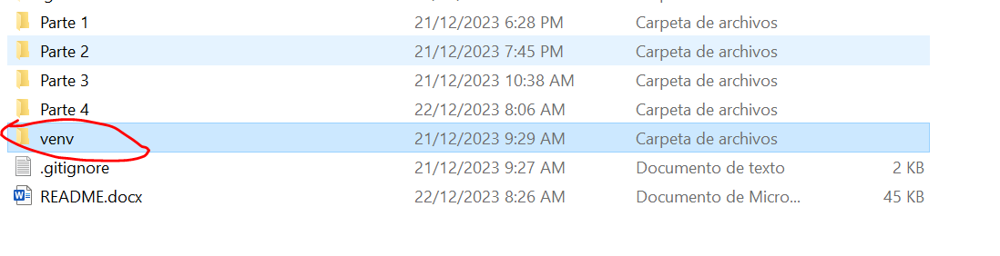 Parte 1 21/12/2023 6:28 PM Carpeta de archivos
Parte 2 21/12/2023 7:45 PM Carpeta de archivos
Parte 3 21/12/2023 10:38 AM Carpeta de archivos
Parte 4 22/12/2023 8:06 AM Carpeta de archivos
venv 21/12/2023 9:29 AM Carpeta de archivos
.gitignore 21/12/2023 9:27 AM Documento de texto 2 KB
README.docx 22/12/2023 8:26 AM Documento de Micro... 45 KB